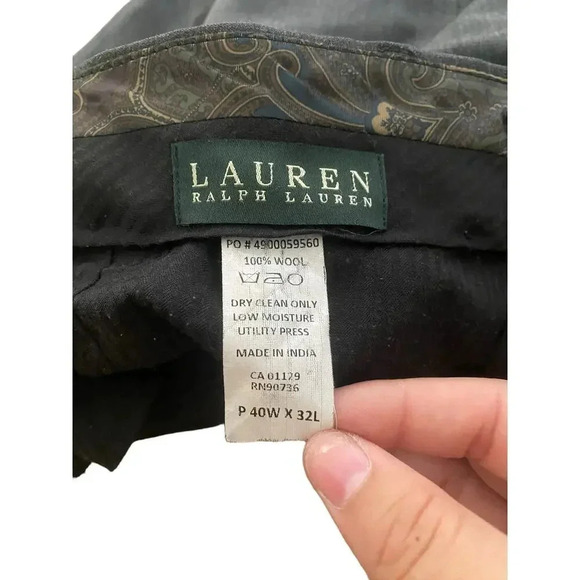 LAUREN
RALPH LAUREN
PO # 4900059560
100% WOOL
DRY CLEAN ONLY
LOW MOISTURE
UTILITY PRESS
MADE IN INDIA
CA 01129
RN90736
P 40W X 32L